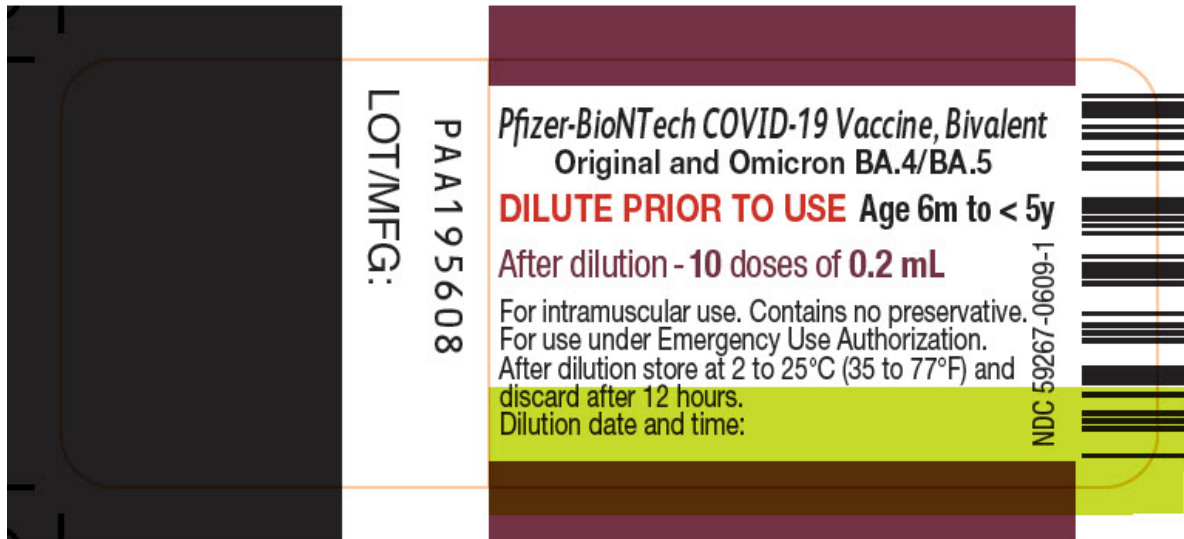 LOT/MFG:
PAA195608
Pfizer-BioNTech COVID-19 Vaccine, Bivalent
Original and Omicron BA.4/BA.5
DILUTE PRIOR TO USE Age 6m to < 5y
After dilution - 10 doses of 0.2 mL
For intramuscular use. Contains no preservative.
For use under Emergency Use Authorization.
After dilution store at 2 to 25°C (35 to 77°F) and
discard after 12 hours.
Dilution date and time:
NDC 59267-0609-1